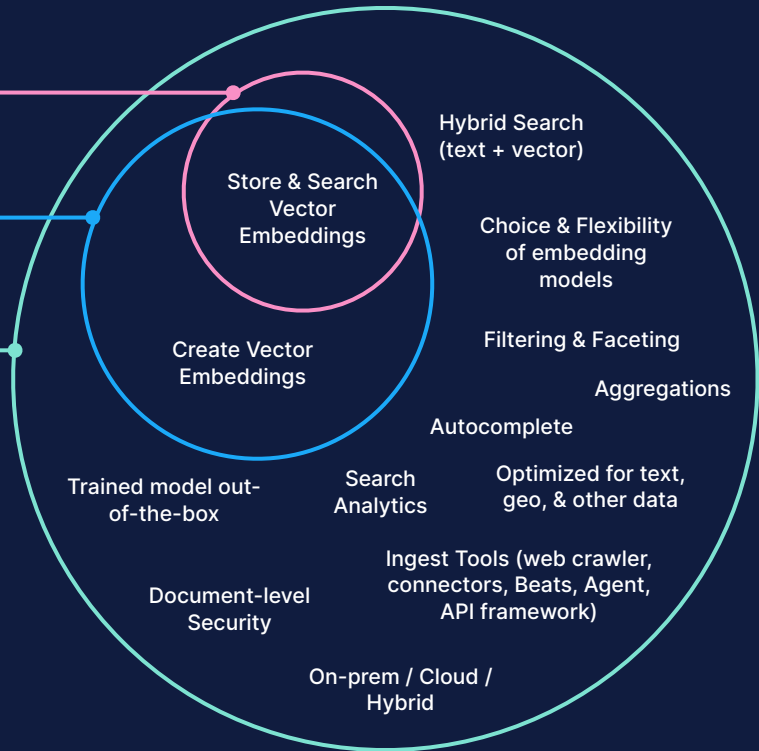 Hybrid Search
(text + vector)
Store & Search
Vector
Embeddings
Choice & Flexibility
of embedding
models
Filtering & Faceting
Create Vector
Embeddings
Aggregations
Autocomplete
Trained model out-
of-the-box
Search
Analytics
Optimized for text,
geo, & other data
Ingest Tools (web crawler,
connectors, Beats, Agent,
API framework)
Document-level
Security
On-prem / Cloud /
Hybrid